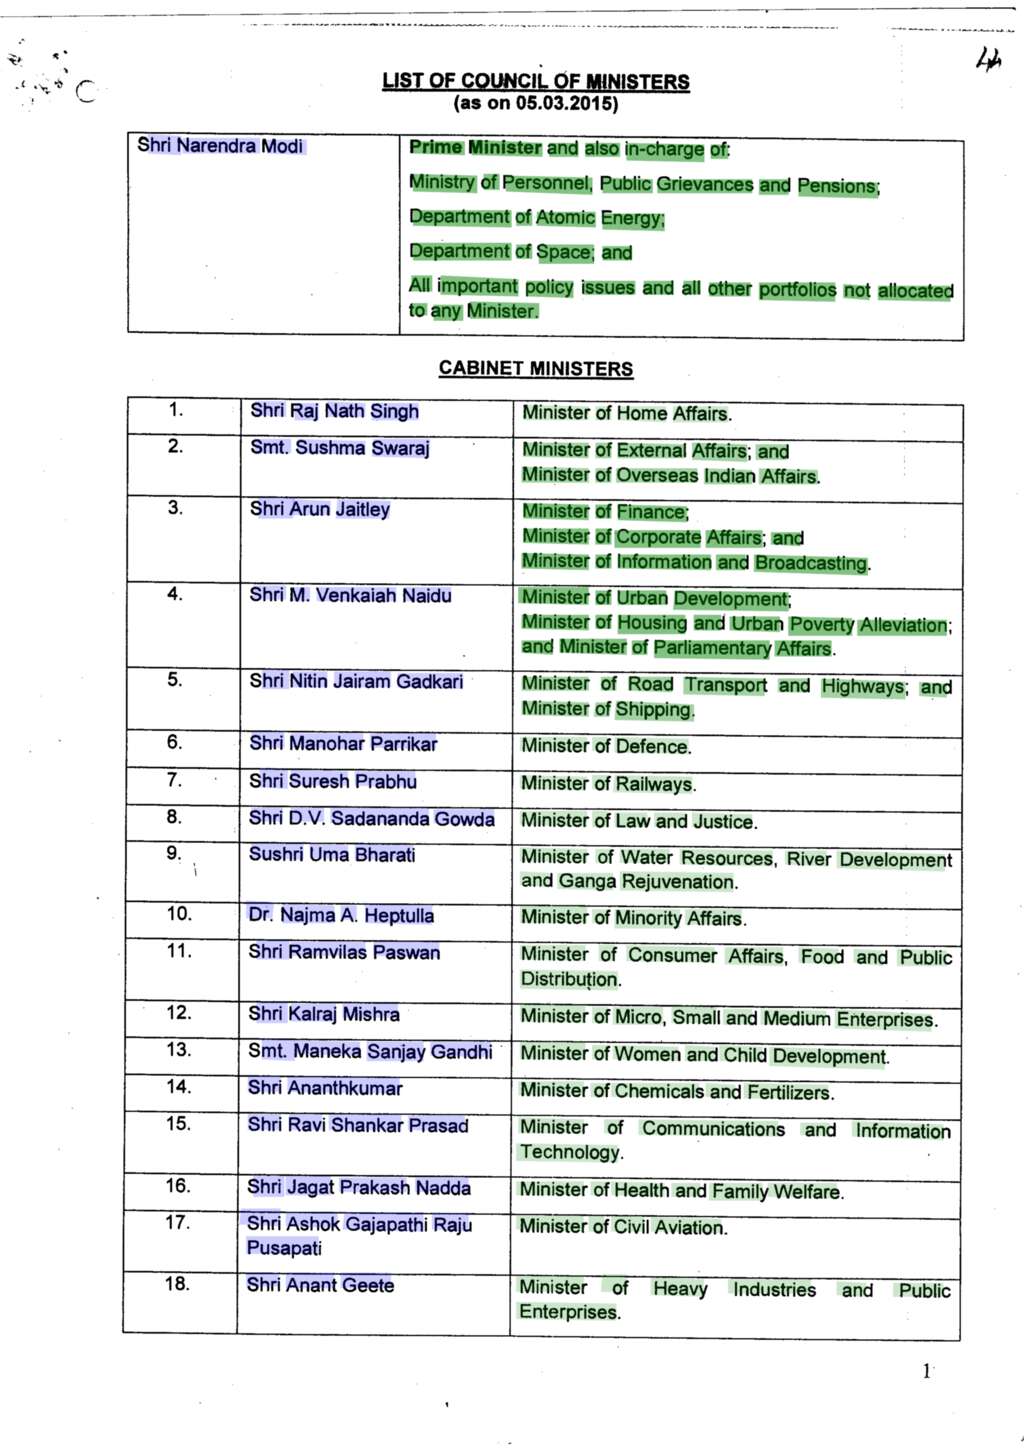 44
C
LIST OF COUNCIL OF MINISTERS
(as on 05.03.2015)
Shri Narendra Modi
Prime Minister and also in-charge of:
Ministry of Personnel, Public Grievances and Pensions;
Department of Atomic Energy;
Department of Space; and
All important policy issues and all other portfolios not allocated
to any Minister.
CABINET MINISTERS
1. Shri Raj Nath Singh Minister of Home Affairs.
2. Smt. Sushma Swaraj Minister of External Affairs; and
Minister of Overseas Indian Affairs.
3. Shri Arun Jaitley Minister of Finance;
Minister of Corporate Affairs; and
Minister of Information and Broadcasting.
4. Shri M. Venkaiah Naidu Minister of Urban Development;
Minister of Housing and Urban Poverty Alleviation;
and Minister of Parliamentary Affairs.
5. Shri Nitin Jairam Gadkari Minister of Road Transport and Highways; and
Minister of Shipping.
6. Shri Manohar Parrikar Minister of Defence.
7. Shri Suresh Prabhu Minister of Railways.
8. Shri D.V. Sadananda Gowda Minister of Law and Justice.
9. Sushri Uma Bharati Minister of Water Resources, River Development
and Ganga Rejuvenation.
10. Dr. Najma A. Heptulla Minister of Minority Affairs.
11. Shri Ramvilas Paswan Minister of Consumer Affairs, Food and Public
Distribution.
12. Shri Kalraj Mishra Minister of Micro, Small and Medium Enterprises.
13. Smt. Maneka Sanjay Gandhi Minister of Women and Child Development.
14. Shri Ananthkumar Minister of Chemicals and Fertilizers.
15. Shri Ravi Shankar Prasad Minister of Communications and Information
Technology.
16. Shri Jagat Prakash Nadda Minister of Health and Family Welfare.
17. Shri Ashok Gajapathi Raju Minister of Civil Aviation.
Pusapati
18. Shri Anant Geete Minister of Heavy Industries and Public
Enterprises.
1